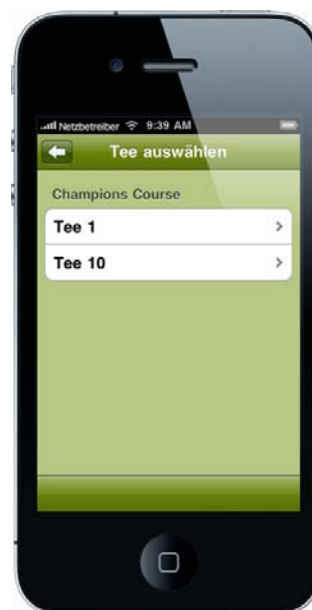 Netzbetreiber 9:39 AM
Tee auswählen
Champions Course
Tee 1
Tee 10